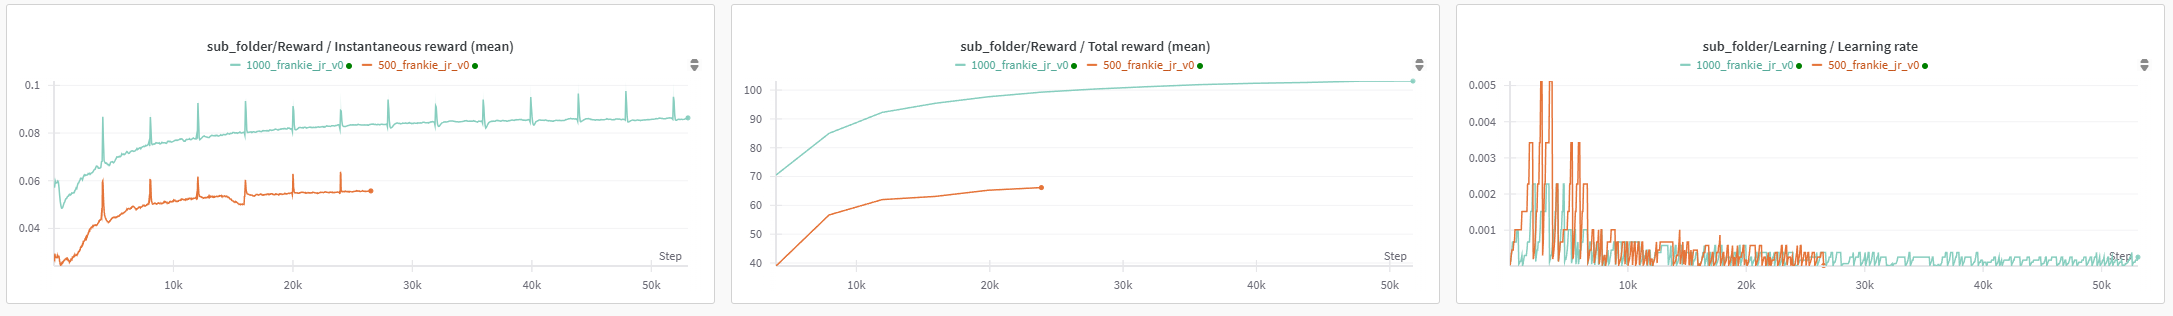 sub_folder/Reward / Instantaneous reward (mean)
1000_frankie_jr_v0 500_frankie_jr_v0
0.1
0.08
0.06
0.04
Step
10k 20k 30k 40k 50k
sub_folder/Reward / Total reward (mean)
1000_frankie_jr_v0 500_frankie_jr_v0
100
90
80
70
60
50
40
Step
10k 20k 30k 40k 50k
sub_folder/Learning / Learning rate
1000_frankie_jr_v0 500_frankie_jr_v0
0.005
0.004
0.003
0.002
0.001
Step
10k 20k 30k 40k 50k